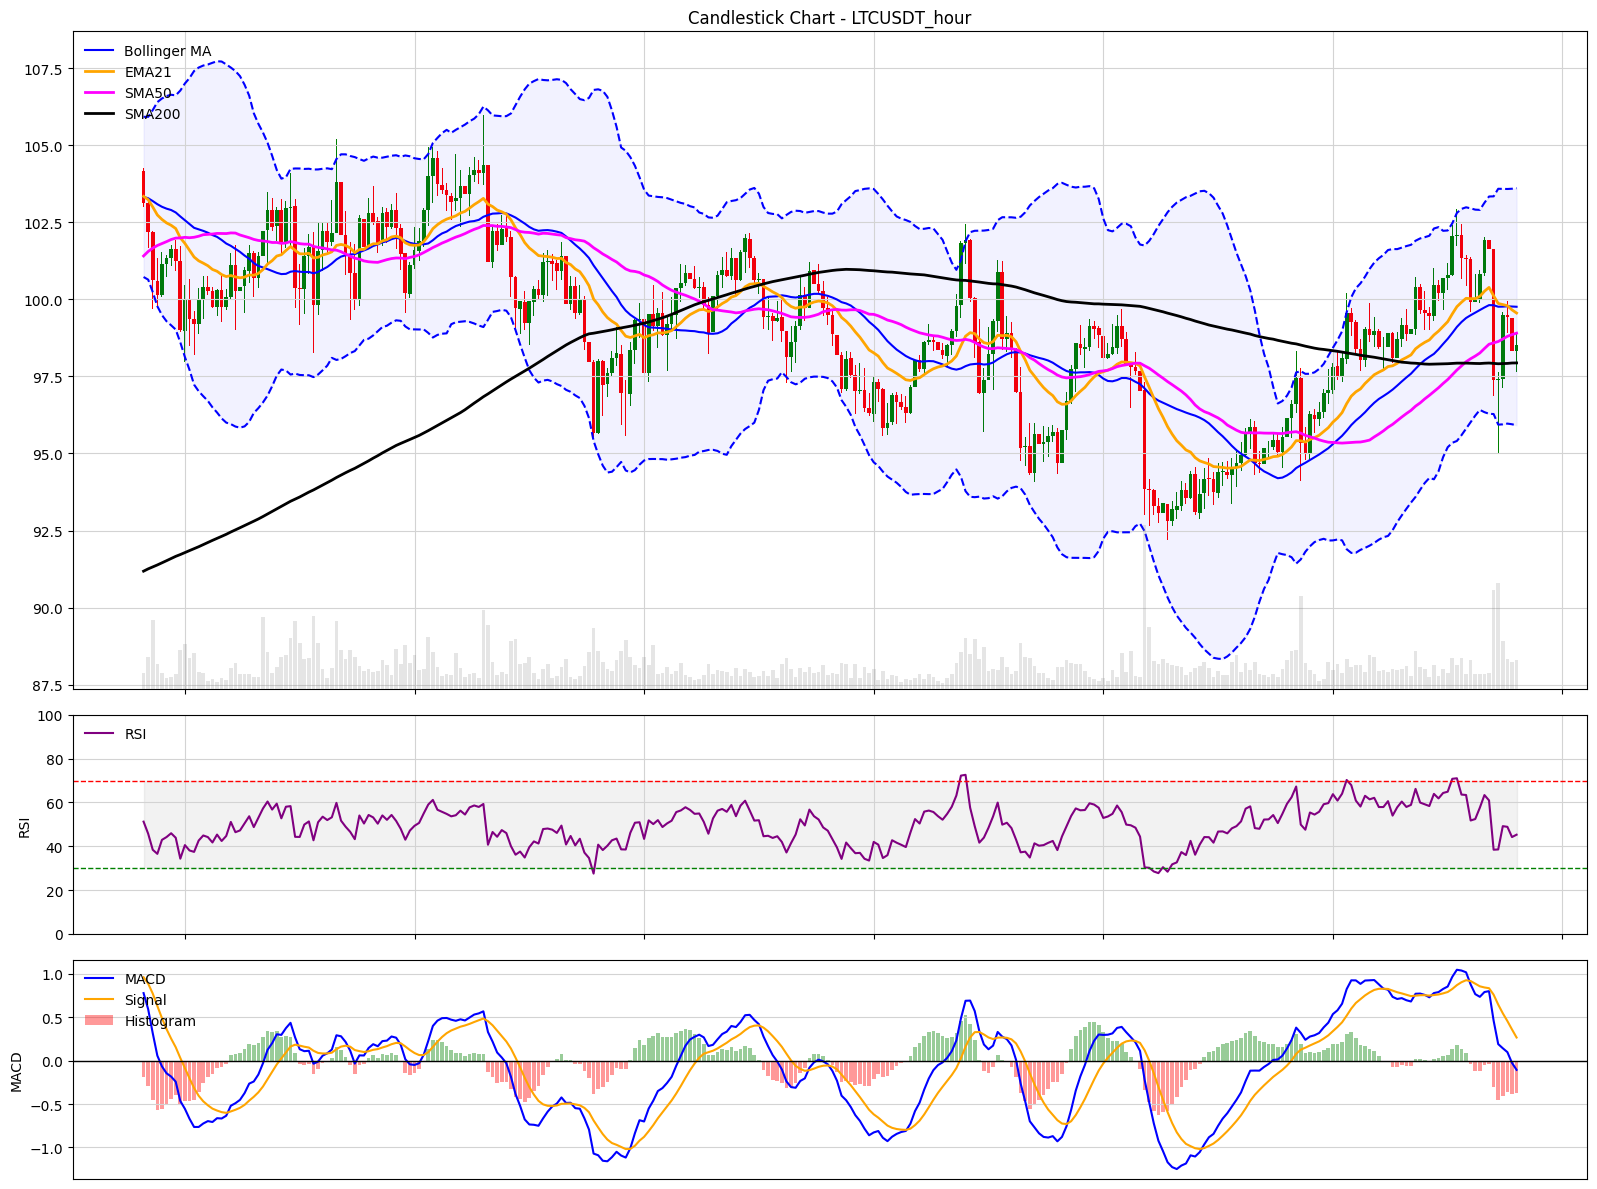 Candlestick Chart - LTCUSDT_hour
Bollinger MA
EMA21
SMA50
SMA200
107.5
105.0
102.5
100.0
97.5
95.0
92.5
90.0
87.5
RSI
100
80
60
40
20
0
RSI
MACD
Signal
Histogram
1.0
0.5
0.0
−0.5
−1.0
MACD